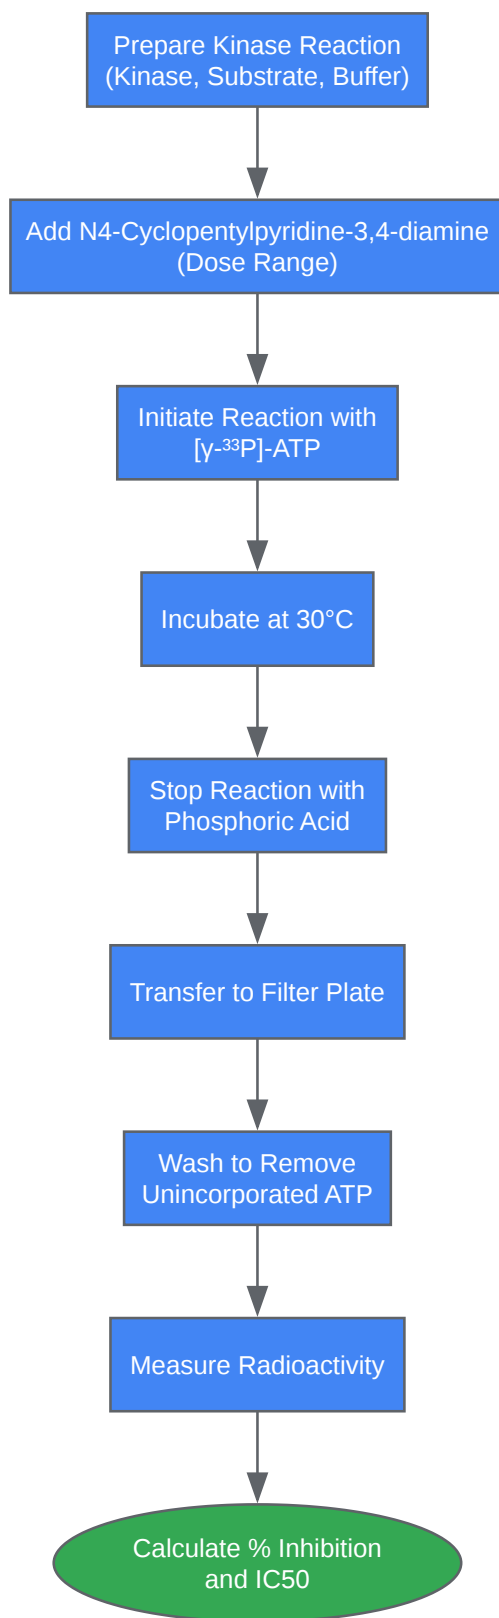 Prepare Kinase Reaction
(Kinase, Substrate, Buffer)
Add N4-Cyclopentylpyridine-3,4-diamine
(Dose Range)
Initiate Reaction with
[γ-³³P]-ATP
Incubate at 30°C
Stop Reaction with
Phosphoric Acid
Transfer to Filter Plate
Wash to Remove
Unincorporated ATP
Measure Radioactivity
Calculate % Inhibition
and IC50